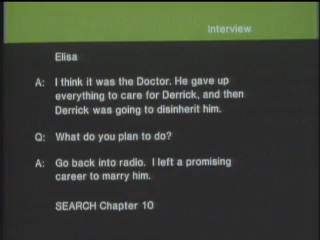 Interview
Elisa
A: I think it was the Doctor. He gave up
everything to care for Derrick, and then
Derrick was going to disinherit him.
Q: What do you plan to do?
A: Go back into radio. I left a promising
career to marry him.
SEARCH Chapter 10